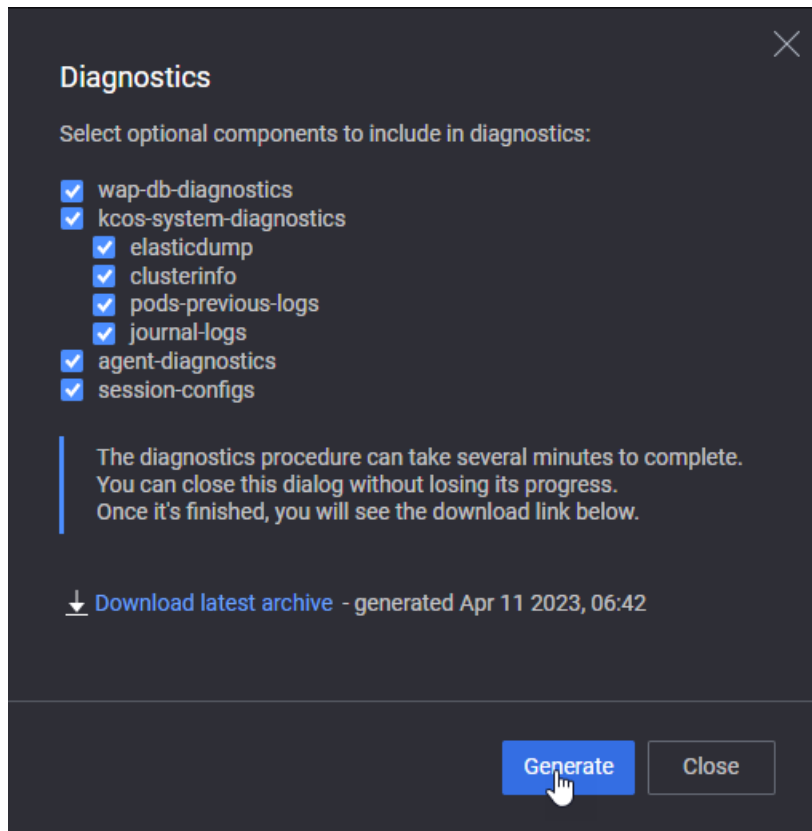 Diagnostics
Select optional components to include in diagnostics:
wap-db-diagnostics
kcos-system-diagnostics
elasticdump
clusterinfo
pods-previous-logs
journal-logs
agent-diagnostics
session-configs
The diagnostics procedure can take several minutes to complete.
You can close this dialog without losing its progress.
Once it's finished, you will see the download link below.
Download latest archive - generated Apr 11 2023, 06:42
Generate Close